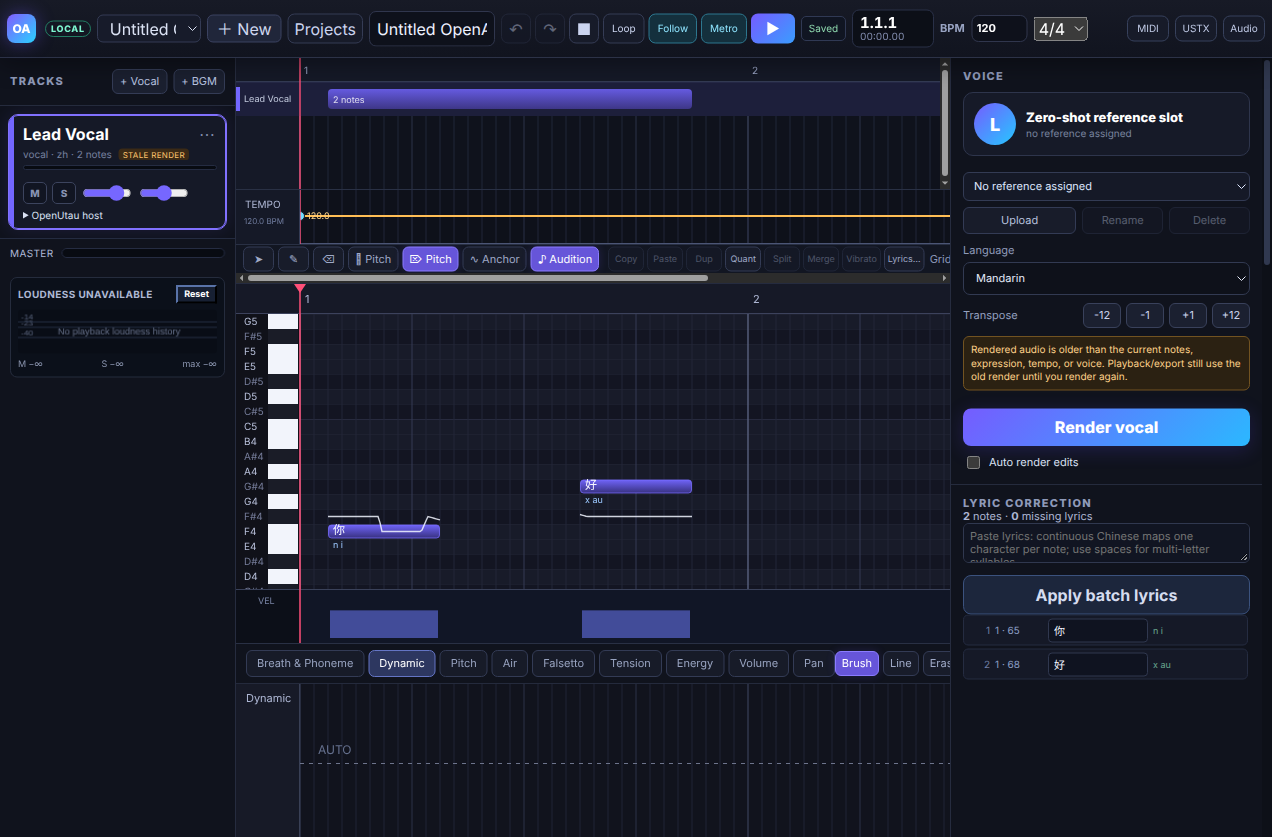 OA LOCAL Untitled ( + New Projects Untitled OpenA Loop Follow Metro Saved 1.1.1 BPM 120 4/4 MIDI USTX Audio
00:00.00
TRACKS + Vocal + BGM
Lead Vocal ...
vocal · zh · 2 notes STALE RENDER
M S
OpenUtau host
MASTER
LOUDNESS UNAVAILABLE Reset
-14
-23
-40
No playback loudness history
M −∞ S −∞ max −∞
1 2
Lead Vocal 2 notes
TEMPO
120.0 BPM 120.0
Pitch Pitch Anchor Audition Copy Paste Dup Quant Split Merge Vibrato Lyrics... Grid
1 2
G5
F#5
F5
E5
D#5
D5
C#5
C5
B4
A#4
A4
G#4 好
G4 x au
F#4
F4 你
E4 n i
D#4
D4
VEL
Breath & Phoneme Dynamic Pitch Air Falsetto Tension Energy Volume Pan Brush Line Eras
Dynamic
AUTO
VOICE
L Zero-shot reference slot
no reference assigned
No reference assigned
Upload Rename Delete
Language
Mandarin
Transpose -12 -1 +1 +12
Rendered audio is older than the current notes,
expression, tempo, or voice. Playback/export still use the
old render until you render again.
Render vocal
Auto render edits
LYRIC CORRECTION
2 notes · 0 missing lyrics
Paste lyrics: continuous Chinese maps one
character per note; use spaces for multi-letter
syllables.
Apply batch lyrics
1 1 · 65 你 n i
2 1 · 68 好 x au